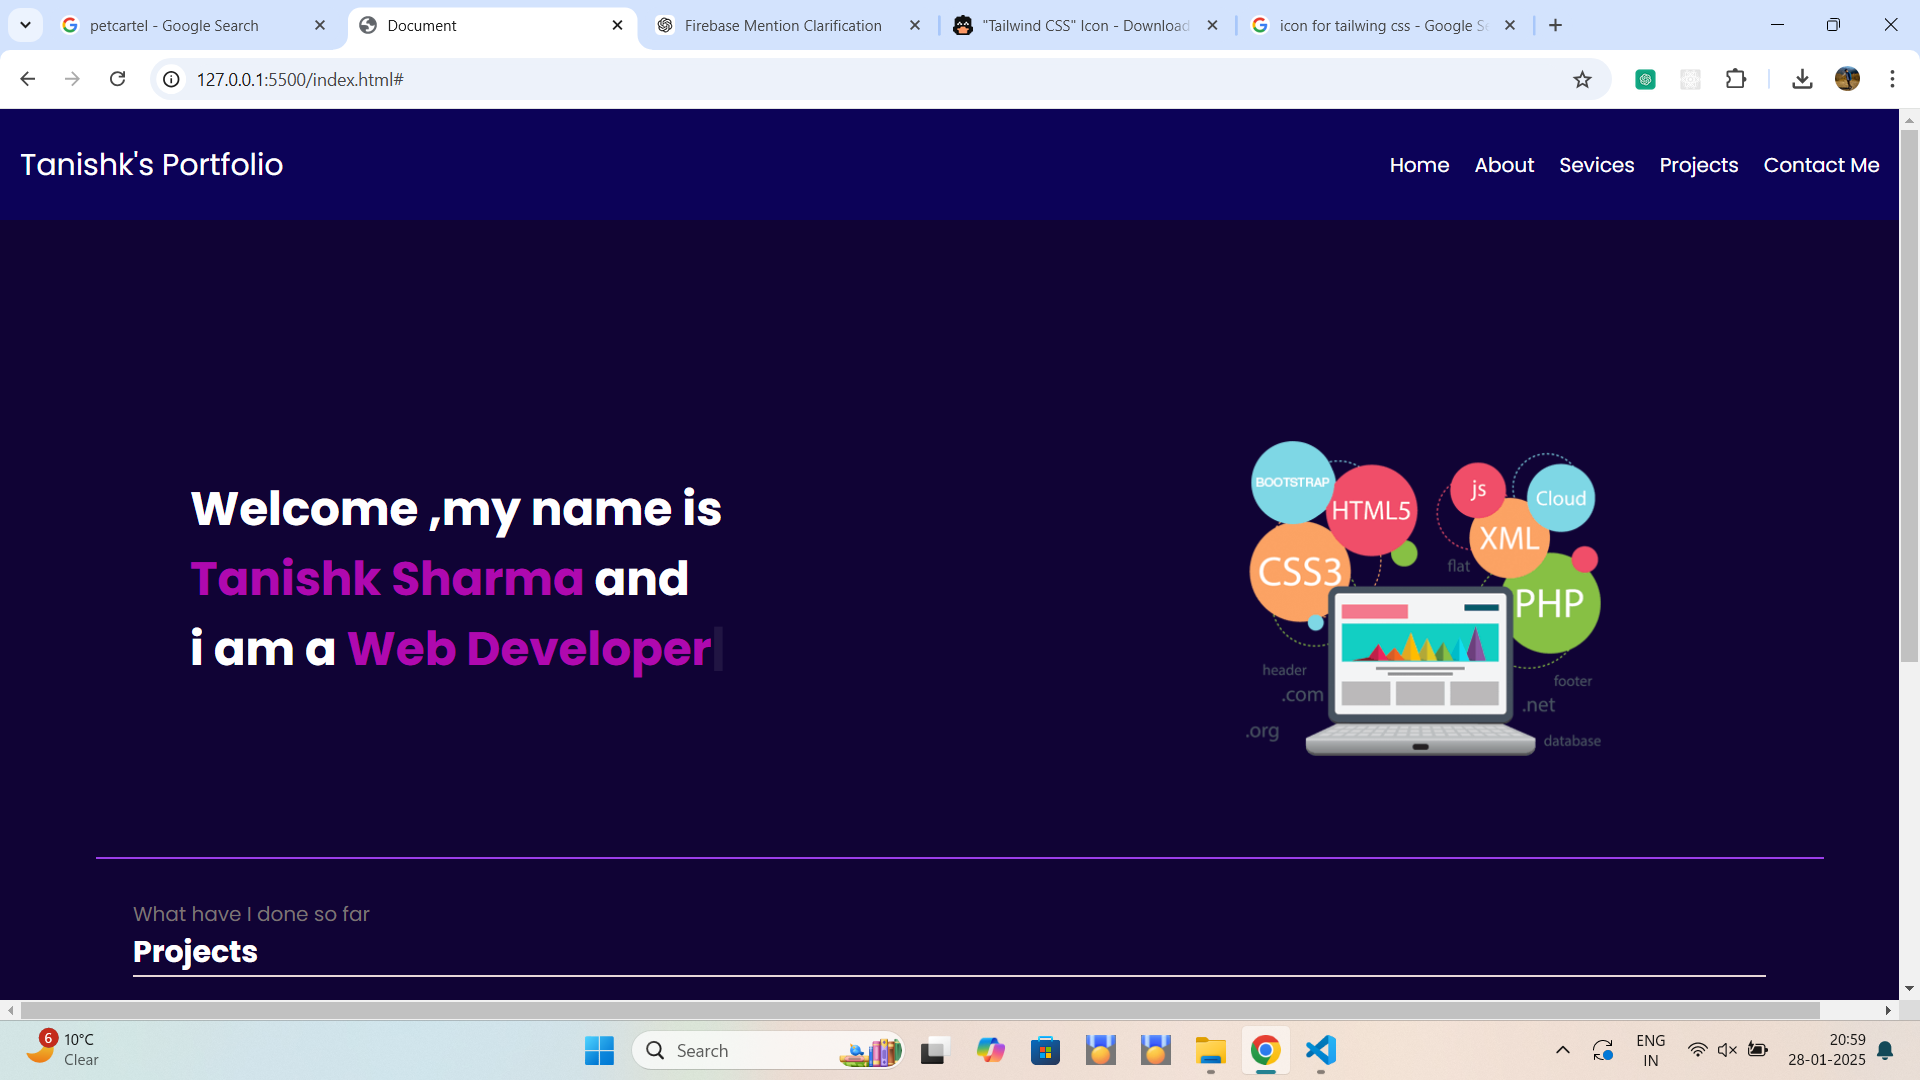 petcartel - Google Search
Document
Firebase Mention Clarification
"Tailwind CSS" Icon - Download
icon for tailwing css - Google Se
127.0.0.1:5500/index.html#
Tanishk's Portfolio
Home
About
Sevices
Projects
Contact Me
Welcome ,my name is
Tanishk Sharma and
i am a Web Developer
BOOTSTRAP
HTML5
CSS3
js
Cloud
XML
flat
PHP
header
.com
.org
footer
.net
database
What have I done so far
Projects
6
10°C
Clear
Search
ENG
IN
20:59
28-01-2025